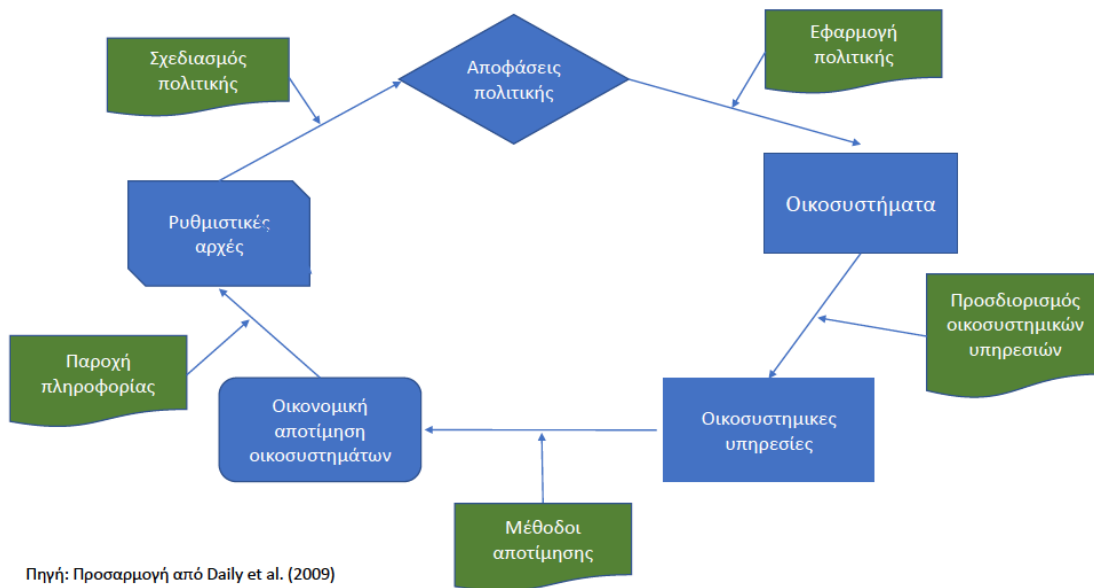 Σχεδιασμός
πολιτικής
Αποφάσεις
πολιτικής
Εφαρμογή
πολιτικής
Ρυθμιστικές
αρχές
Οικοσυστήματα
Προσδιορισμός
οικοσυστημικών
υπηρεσιών
Παροχή
πληροφορίας
Οικονομική
αποτίμηση
οικοσυστημάτων
Οικοσυστημικες
υπηρεσίες
Μέθοδοι
αποτίμησης
Πηγή: Προσαρμογή από Daily et al. (2009)